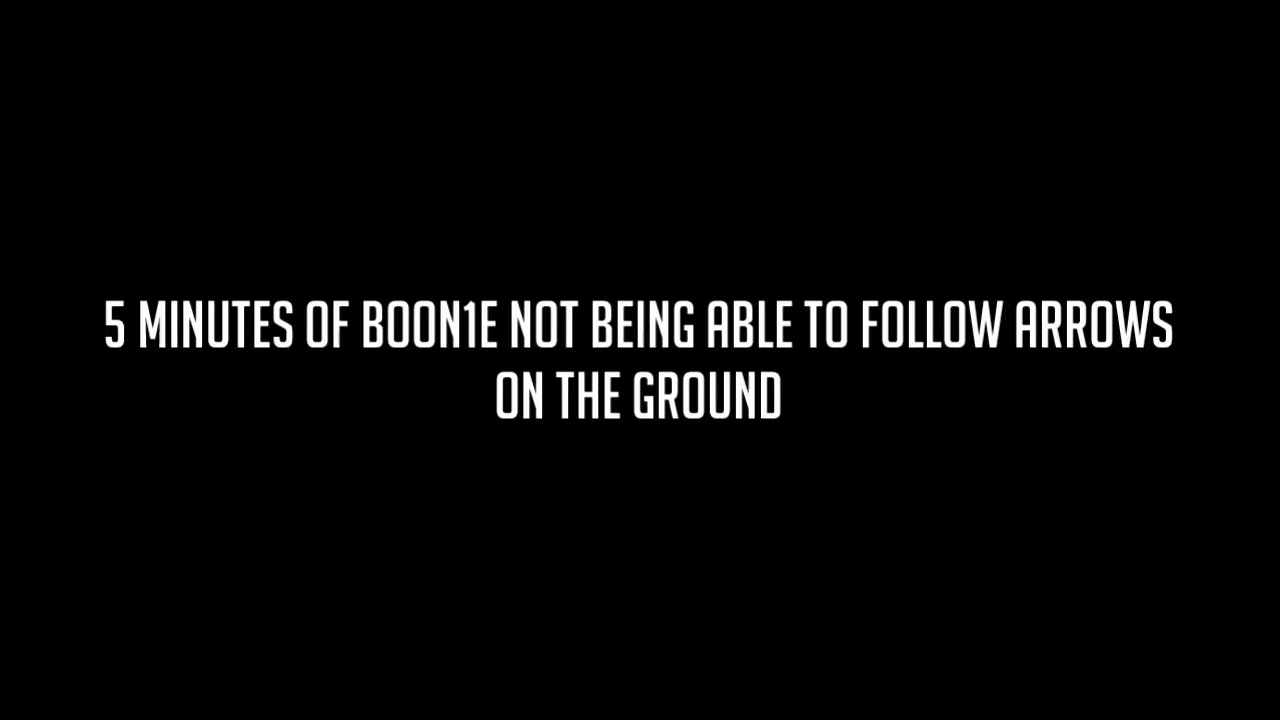 5 MINUTES OF BOON1E NOT BEING ABLE TO FOLLOW ARROWS
ON THE GROUND